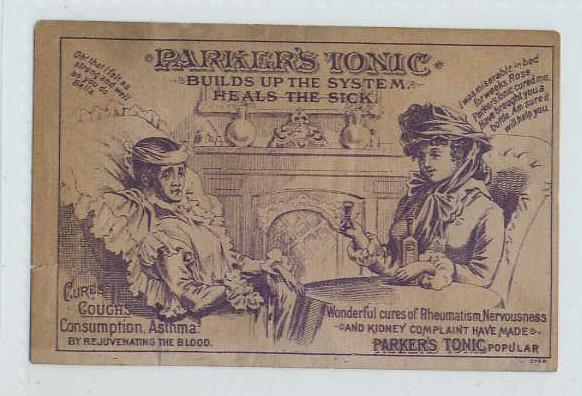 PARKER'S TONIC
BUILDS UP THE SYSTEM.
HEALS THE SICK.
Oh! that I felt as
strong and well
as you do
Bell!
I was miserable in bed
for weeks, Rose.
Parker's Tonic cured me.
Have brought you a
bottle. Am sure it
will help you
CURES
COUGHS
Consumption, Asthma.
BY REJUVENATING THE BLOOD.
Wonderful cures of Rheumatism, Nervousness
AND KIDNEY COMPLAINT HAVE MADE
PARKER'S TONIC POPULAR
OVER